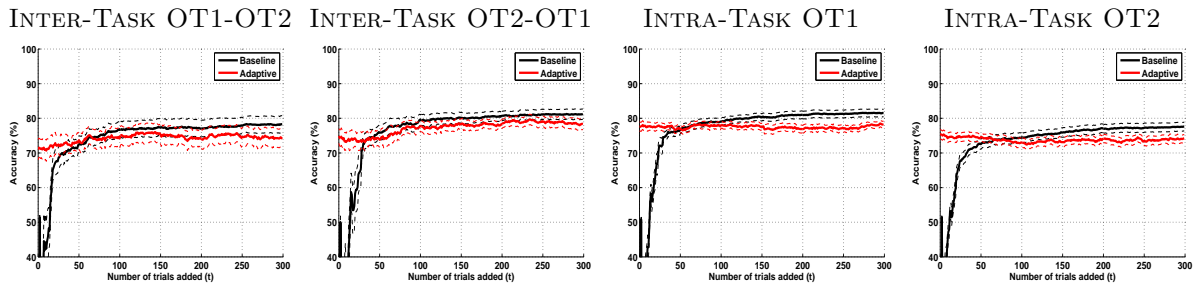 INTER-TASK OT1-OT2 INTER-TASK OT2-OT1 INTRA-TASK OT1 INTRA-TASK OT2
100
90
80
70
60
50
40
Accuracy (%)
0 50 100 150 200 250 300
Number of trials added (t)
Baseline
Adaptive
100
90
80
70
60
50
40
Accuracy (%)
0 50 100 150 200 250 300
Number of trials added (t)
Baseline
Adaptive
100
90
80
70
60
50
40
Accuracy (%)
0 50 100 150 200 250 300
Number of trials added (t)
Baseline
Adaptive
100
90
80
70
60
50
40
Accuracy (%)
0 50 100 150 200 250 300
Number of trials added (t)
Baseline
Adaptive